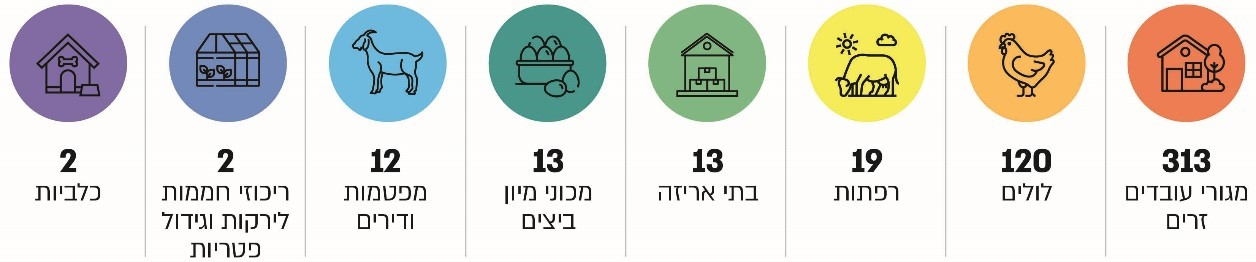 313
מגורי עובדים
זרים
120
לולים
19
רפתות
13
בתי אריזה
13
מכוני מיון
ביצים
12
מפטמות
ודירים
2
ריכוזי חממות
לירקות וגידול
פטריות
2
כלביות